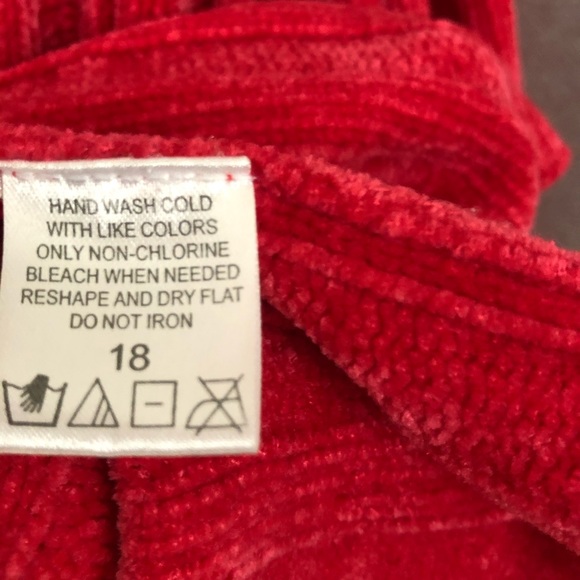 HAND WASH COLD
WITH LIKE COLORS
ONLY NON-CHLORINE
BLEACH WHEN NEEDED
RESHAPE AND DRY FLAT
DO NOT IRON
18